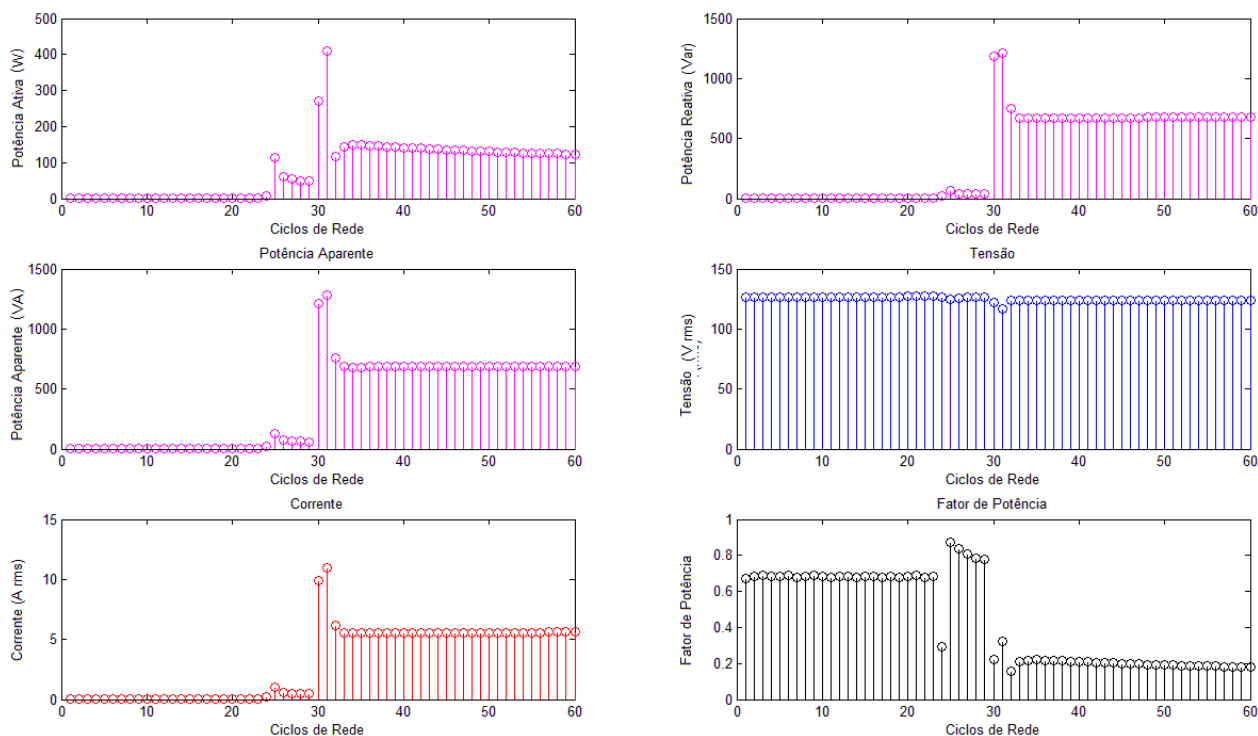 500
400
300
200
100
0
Potência Ativa (W)
0 10 20 30 40 50 60
Ciclos de Rede
1500
1000
500
0
Potência Reativa (Var)
0 10 20 30 40 50 60
Ciclos de Rede
Potência Aparente
1500
1000
500
0
Potência Aparente (VA)
0 10 20 30 40 50 60
Ciclos de Rede
Tensão
150
100
50
0
Tensão (V rms)
0 10 20 30 40 50 60
Ciclos de Rede
Corrente
15
10
5
0
Corrente (A rms)
0 10 20 30 40 50 60
Ciclos de Rede
Fator de Potência
1
0.8
0.6
0.4
0.2
0
Fator de Potência
0 10 20 30 40 50 60
Ciclos de Rede